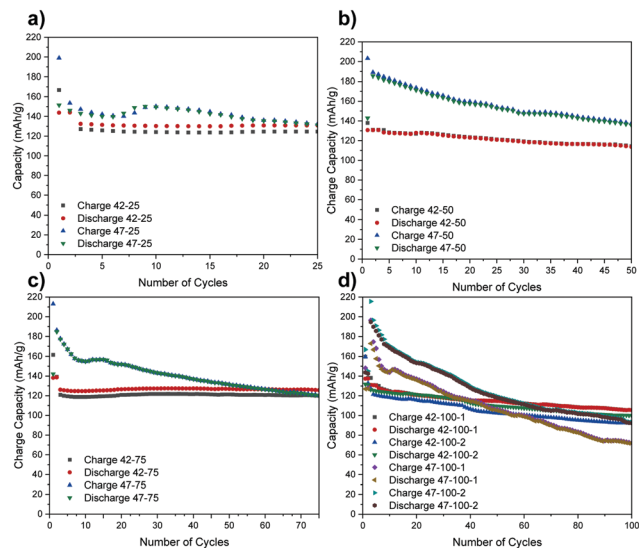 a)
220
200
180
160
140
120
100
80
60
40
20
0
Capacity (mAh/g)
Charge 42-25
Discharge 42-25
Charge 47-25
Discharge 47-25
0 5 10 15 20 25
Number of Cycles
b)
220
200
180
160
140
120
100
80
60
40
20
0
Charge Capacity (mAh/g)
Charge 42-50
Discharge 42-50
Charge 47-50
Discharge 47-50
0 10 20 30 40 50
Number of Cycles
c)
220
200
180
160
140
120
100
80
60
40
20
0
Charge Capacity (mAh/g)
Charge 42-75
Discharge 42-75
Charge 47-75
Discharge 47-75
0 10 20 30 40 50 60 70
Number of Cycles
d)
220
200
180
160
140
120
100
80
60
40
20
0
Capacity (mAh/g)
Charge 42-100-1
Discharge 42-100-1
Charge 42-100-2
Discharge 42-100-2
Charge 47-100-1
Discharge 47-100-1
Charge 47-100-2
Discharge 47-100-2
0 20 40 60 80 100
Number of Cycles